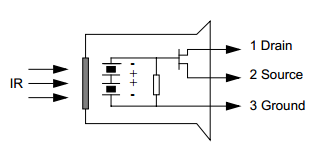 1 Drain
2 Source
IR
3 Ground
-
+
+
-